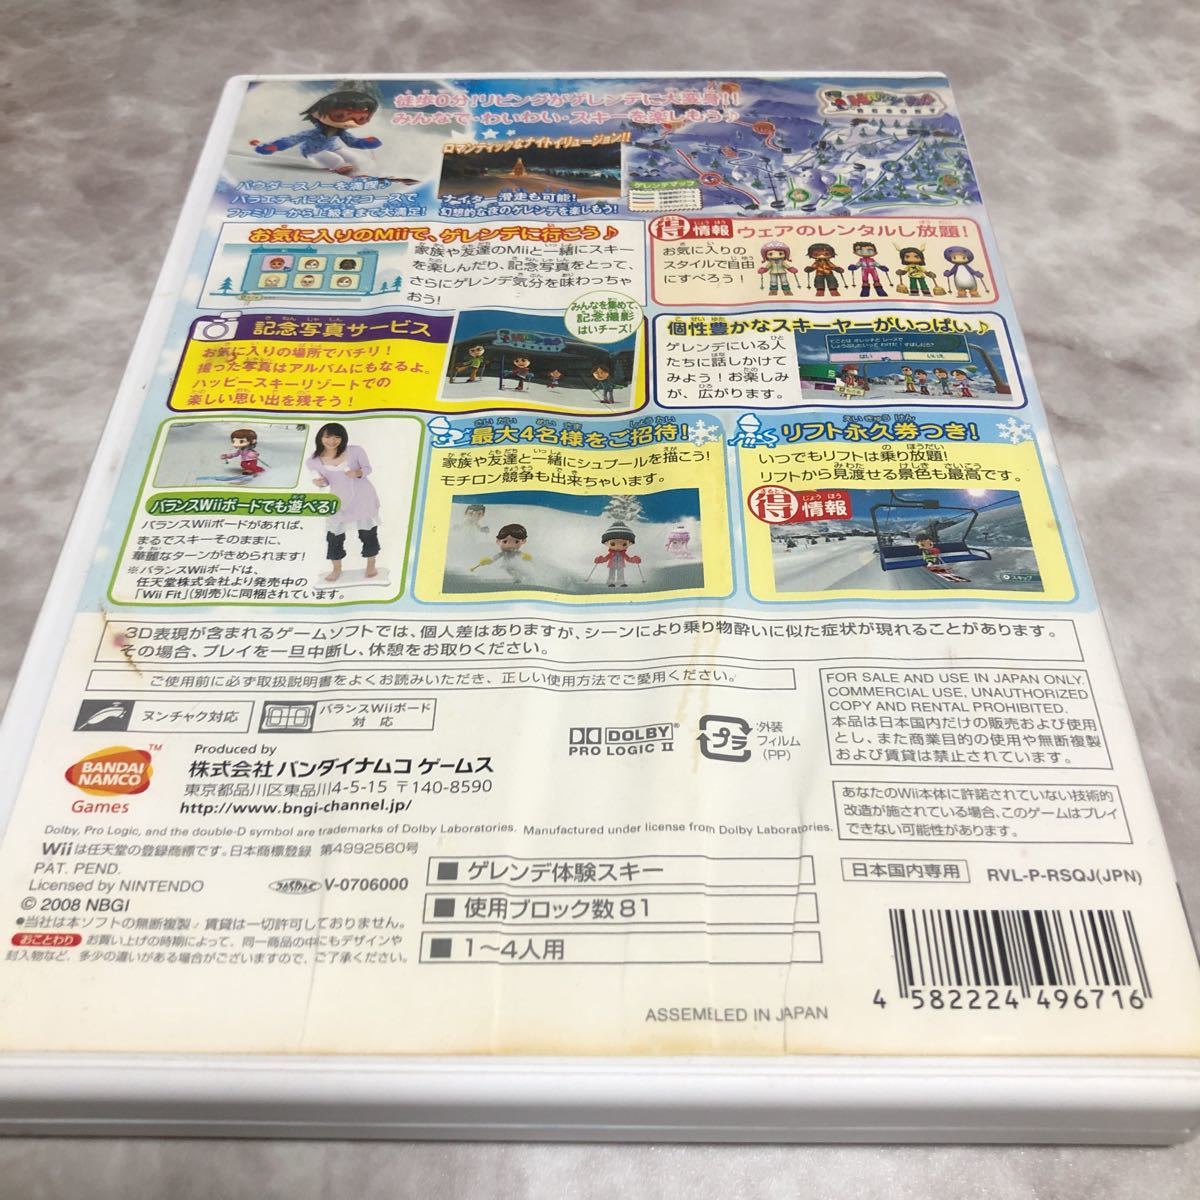 徒歩0分!リビングがゲレンデに大変身!!
みんなで・わいわい・スキーを楽しもう♪
パウダースノーを満喫♪
バラエティにとんだコースで
ファミリーから上級者まで大満足!
ロマンティックなナイトイリュージョン!!
ナイター滑走も可能!
幻想的な夜のゲレンデを楽しもう!
ゲレンデマップ
お気に入りのMiiで、ゲレンデに行こう♪
家族や友達のMiiと一緒にスキー
を楽しんだり、記念写真をとって、
さらにゲレンデ気分を味わっちゃ
おう!
得情報 ウェアのレンタルし放題!
お気に入りの
スタイルで自由
にすべろう!
記念写真サービス
お気に入りの場所でパチリ!
撮った写真はアルバムにもなるよ。
ハッピースキーリゾートでの
楽しい思い出を残そう!
みんなを集めて、
記念撮影
はいチーズ!
個性豊かなスキーヤーがいっぱい♪
ゲレンデにいる人
たちに話しかけて
みよう!お楽しみ
が、広がります。
はい
いいえ
バランスWiiボードでも遊べる!
バランスWiiボードがあれば、
まるでスキーそのままに、
華麗なターンがきめられます!
※バランスWiiボードは、
任天堂株式会社より発売中の
「Wii Fit」(別売)に同梱されています。
最大4名様をご招待!
家族や友達と一緒にシュプールを描こう!
モチロン競争も出来ちゃいます。
リフト永久券つき!
いつでもリフトは乗り放題!
リフトから見渡せる景色も最高です。
得情報
スキップ
3D表現が含まれるゲームソフトでは、個人差はありますが、シーンにより乗り物酔いに似た症状が現れることがあります。
その場合、プレイを一旦中断し、休憩をお取りください。
ご使用前に必ず取扱説明書をよくお読みいただき、正しい使用方法でご愛用ください。
ヌンチャク対応
バランスWiiボード
対応
DOLBY®
PRO LOGIC II
プラ
外装
フィルム
(PP)
FOR SALE AND USE IN JAPAN ONLY.
COMMERCIAL USE, UNAUTHORIZED
COPY AND RENTAL PROHIBITED.
本品は日本国内だけの販売および使用
とし、また商業目的の使用や無断複製
および賃貸は禁止されています。
BANDAI
NAMCO
Games
™
Produced by
株式会社 バンダイナムコ ゲームス
東京都品川区東品川4-5-15 〒140-8590
http://www.bngi-channel.jp/
あなたのWii本体に許諾されていない技術的
改造が施されている場合、このゲームはプレイ
できない可能性があります。
Dolby, Pro Logic, and the double-D symbol are trademarks of Dolby Laboratories. Manufactured under license from Dolby Laboratories.
Wiiは任天堂の登録商標です。日本商標登録 第4992560号
PAT. PEND.
Licensed by NINTENDO
JASRAC V-0706000
© 2008 NBGI
●当社は本ソフトの無断複製、賃貸は一切許可しておりません。
おことわり お買い上げの時期によって、同一商品の中にもデザインや
封入物など、多少の違いがある場合がございますので、ご了承ください。
■ ゲレンデ体験スキー
■ 使用ブロック数81
■ 1~4人用
日本国内専用
RVL-P-RSQJ(JPN)
4 582224 496716
ASSEMBLED IN JAPAN